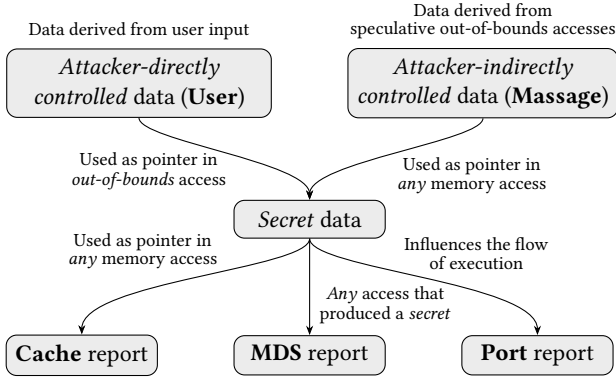 Data derived from user input
Data derived from
speculative out-of-bounds accesses
Attacker-directly
controlled data (User)
Attacker-indirectly
controlled data (Massage)
Used as pointer in
out-of-bounds access
Used as pointer in
any memory access
Secret data
Used as pointer in
any memory access
Influences the flow
of execution
Any access that
produced a secret
Cache report
MDS report
Port report